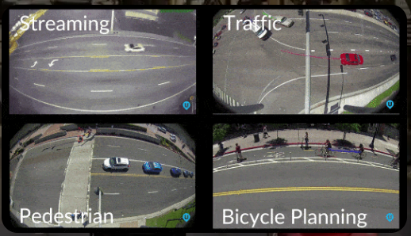 Streaming
Traffic
Pedestrian
Bicycle Planning